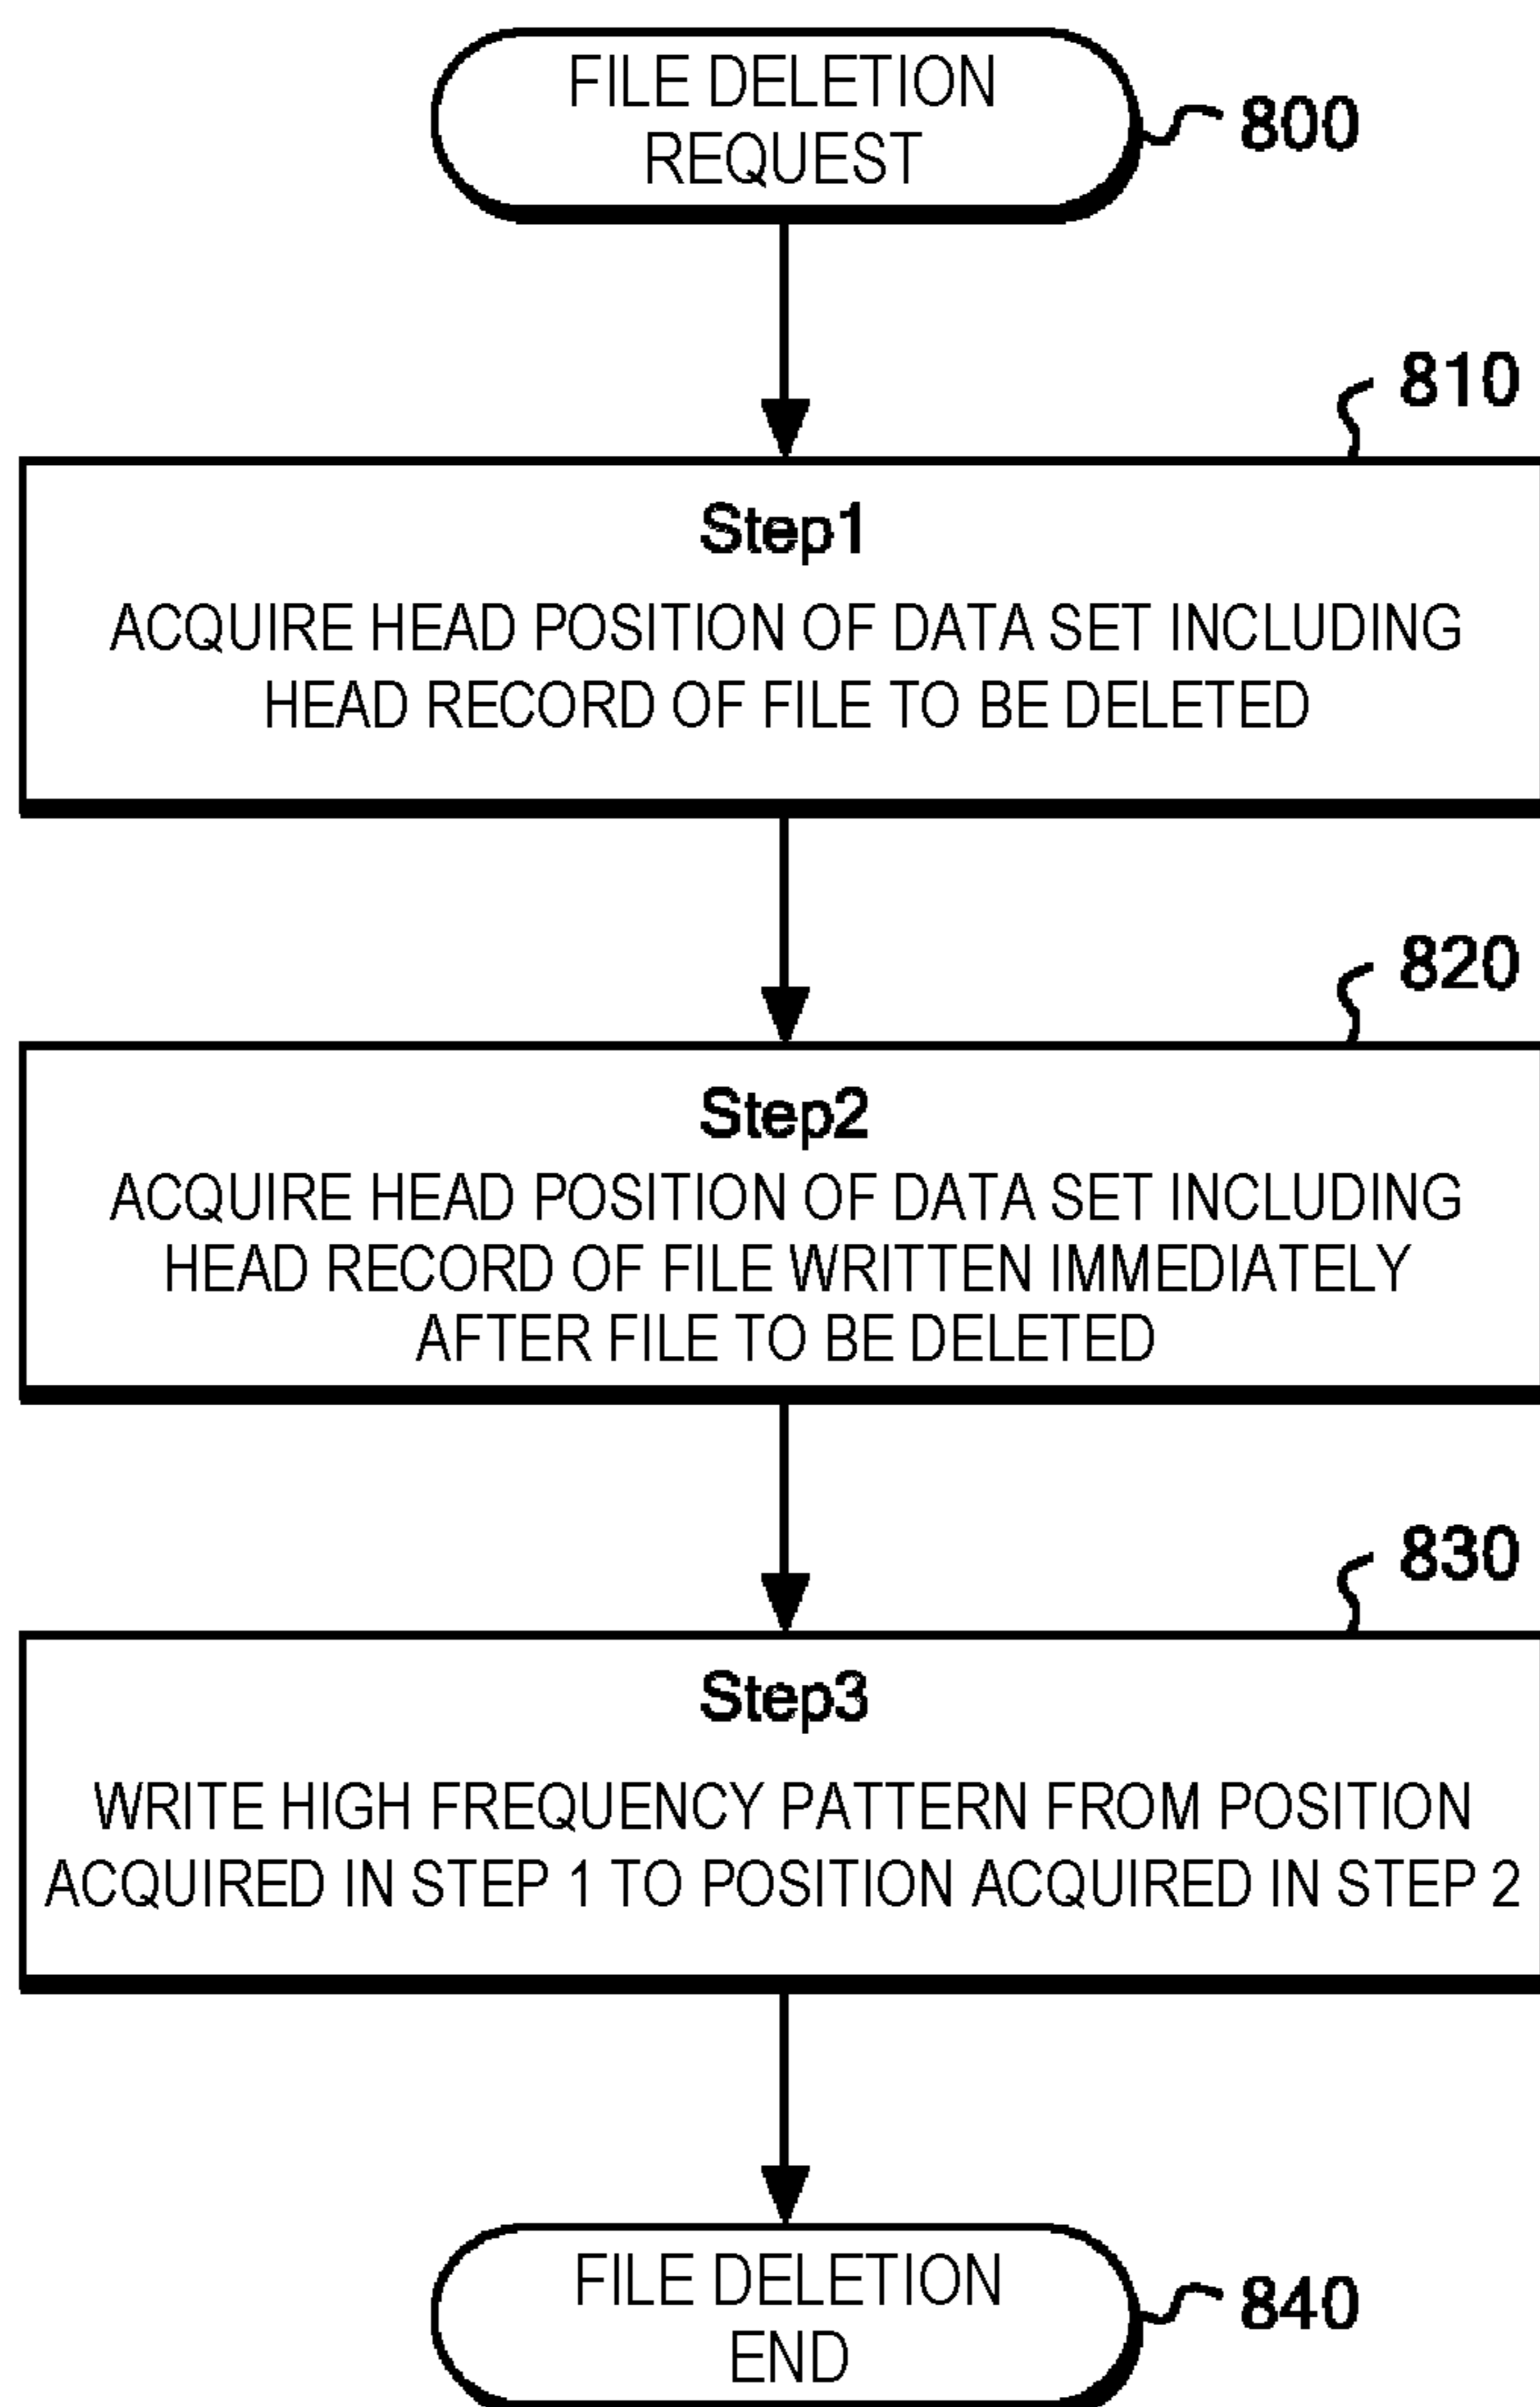 FILE DELETION
REQUEST
800
810
Step1
ACQUIRE HEAD POSITION OF DATA SET INCLUDING
HEAD RECORD OF FILE TO BE DELETED
820
Step2
ACQUIRE HEAD POSITION OF DATA SET INCLUDING
HEAD RECORD OF FILE WRITTEN IMMEDIATELY
AFTER FILE TO BE DELETED
830
Step3
WRITE HIGH FREQUENCY PATTERN FROM POSITION
ACQUIRED IN STEP 1 TO POSITION ACQUIRED IN STEP 2
FILE DELETION
END
840